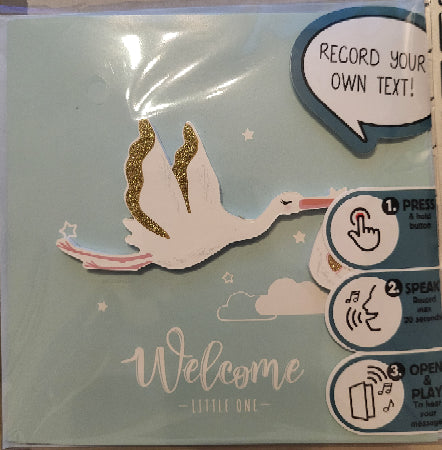 RECORD YOUR
OWN TEXT!
1. PRESS
& hold
button
2. SPEAK
Record
max
20 seconds
3. OPEN
&
PLAY
To hear
your
message
Welcome
— LITTLE ONE —